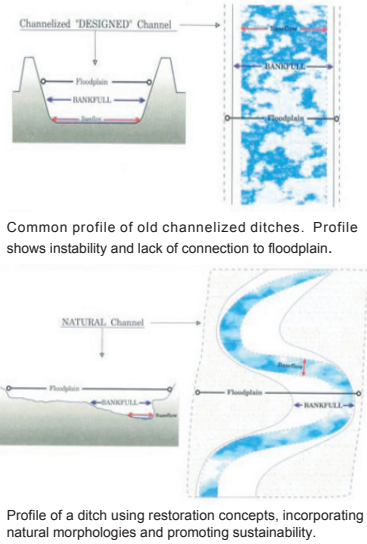 Channelized "DESIGNED" Channel
Baseflow
BANKFULL
Floodplain
BANKFULL
Baseflow
Floodplain
Common profile of old channelized ditches. Profile
shows instability and lack of connection to floodplain.
NATURAL Channel
Baseflow
Floodplain
BANKFULL
Baseflow
Floodplain
BANKFULL
Profile of a ditch using restoration concepts, incorporating
natural morphologies and promoting sustainability.